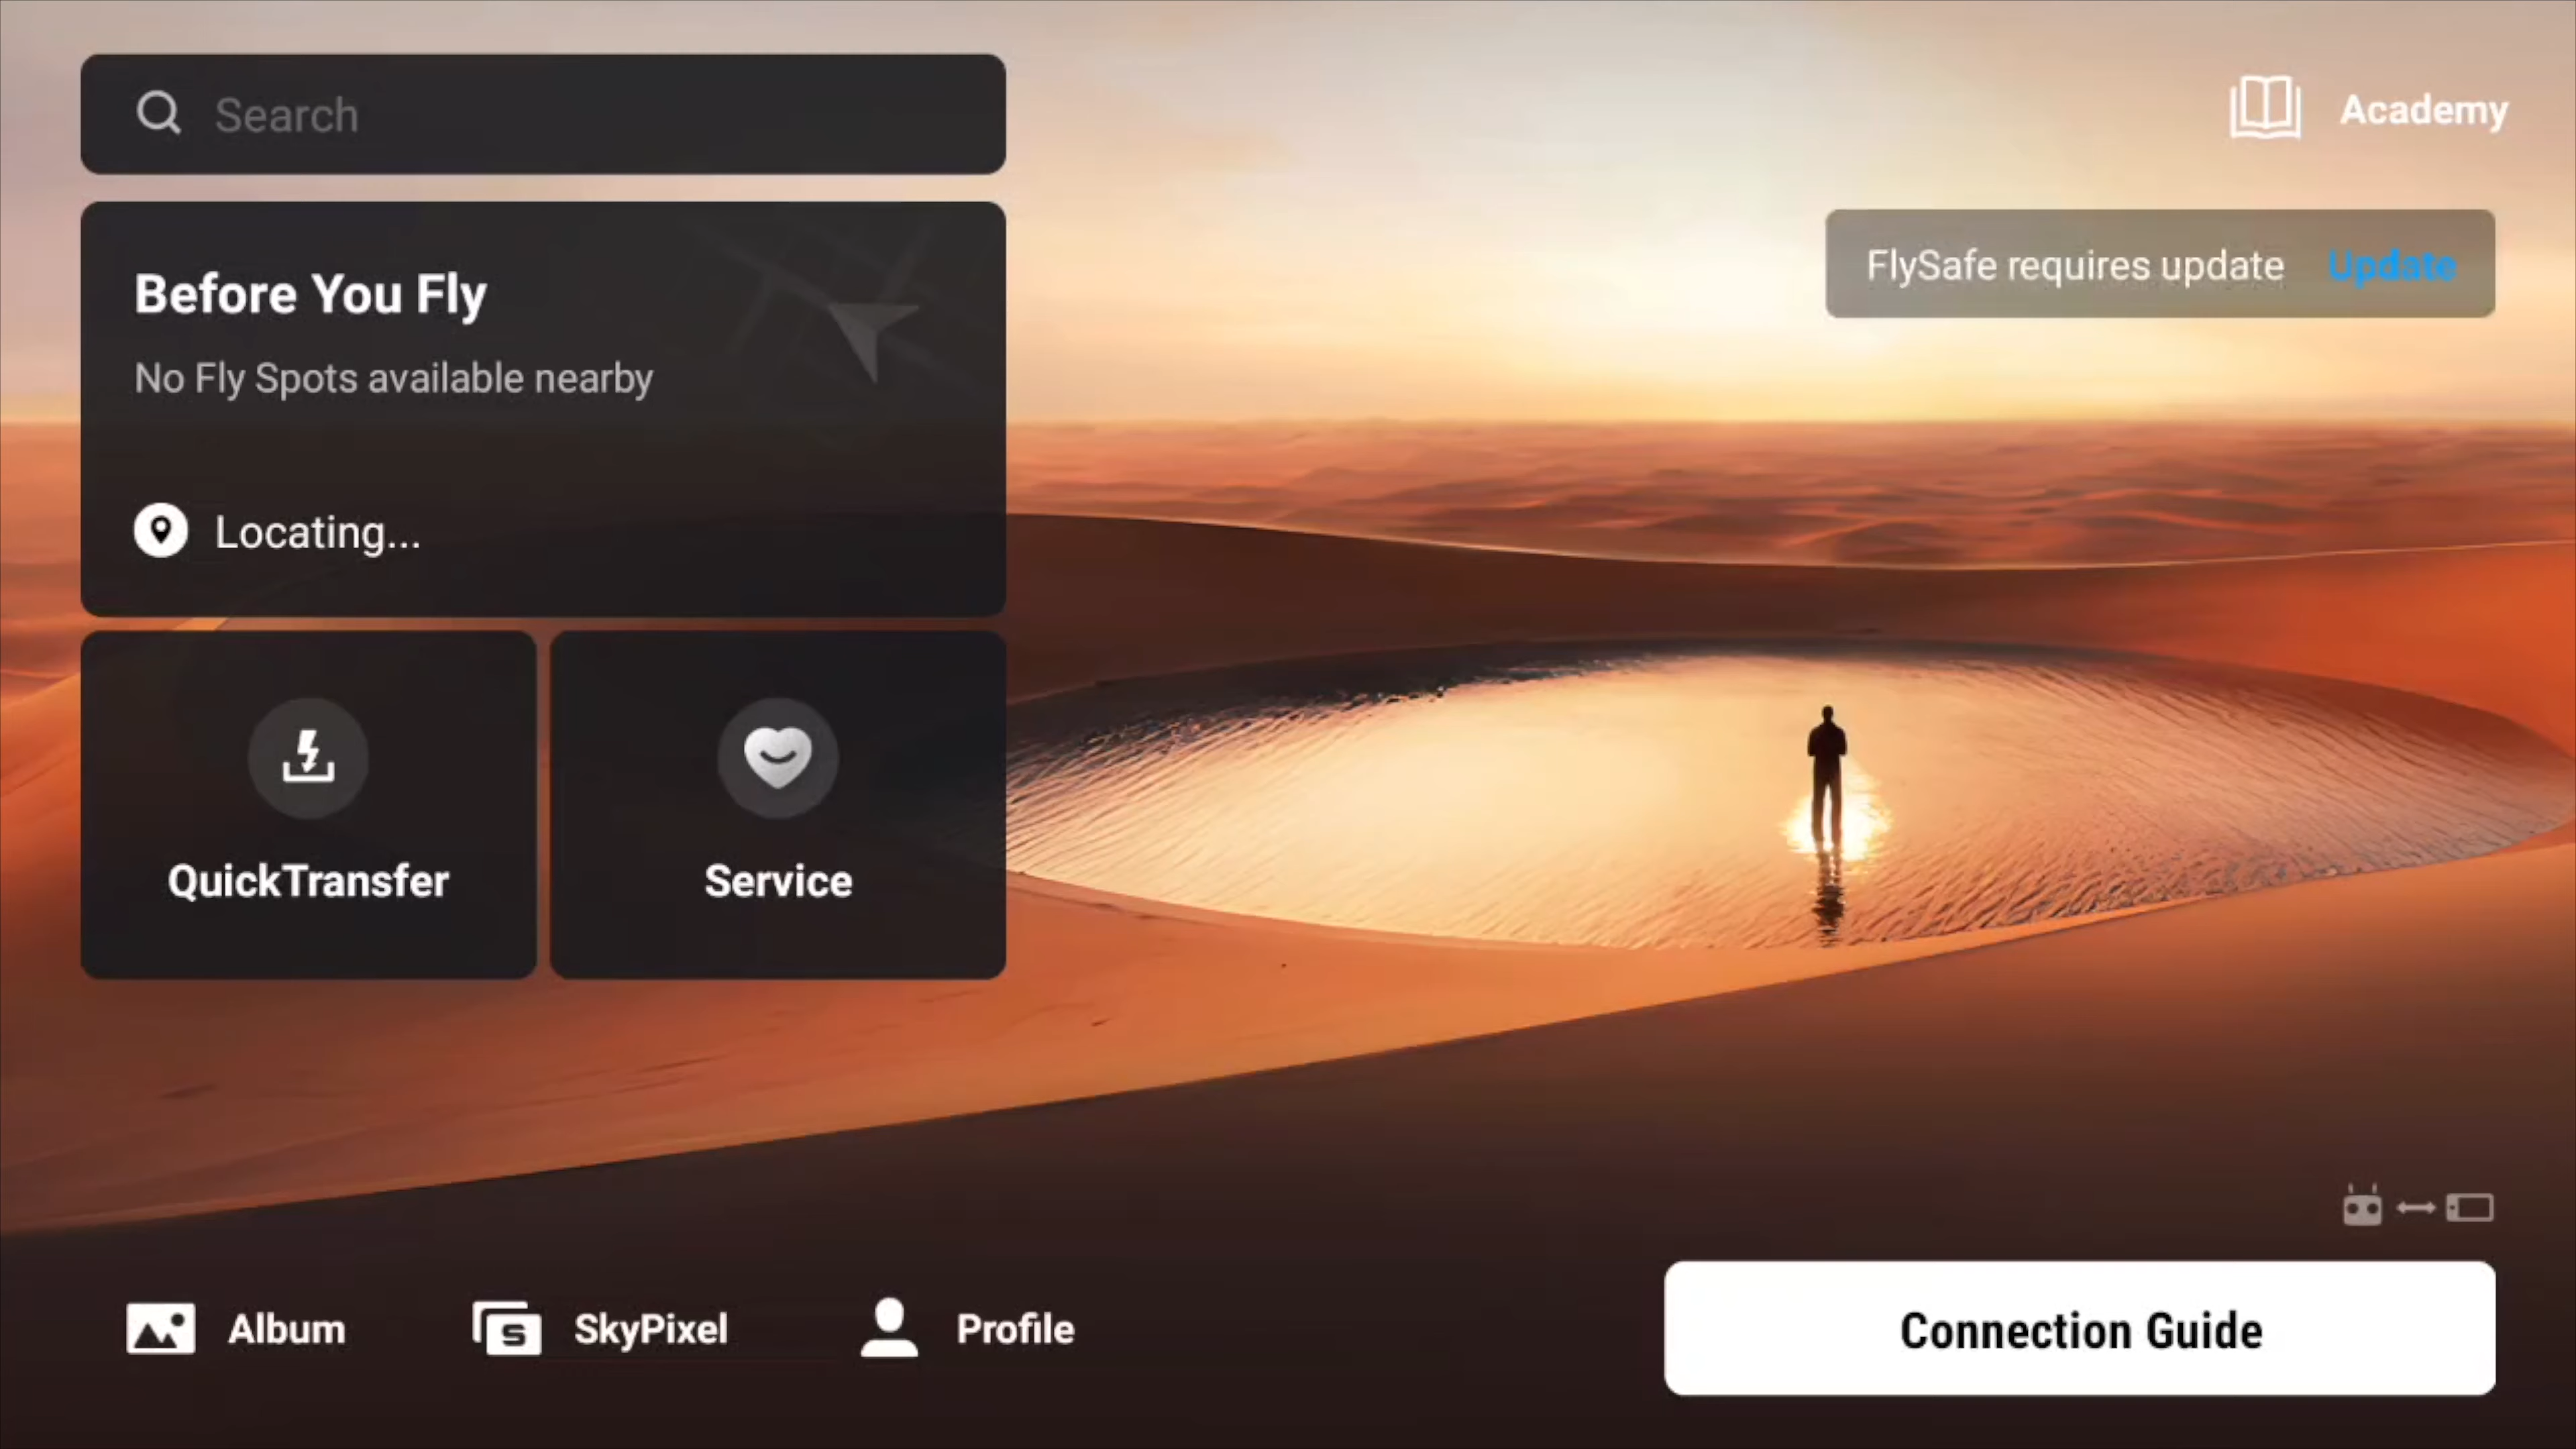 Search
Academy
Before You Fly
No Fly Spots available nearby
Locating...
FlySafe requires update Update
QuickTransfer
Service
Album
SkyPixel
Profile
Connection Guide